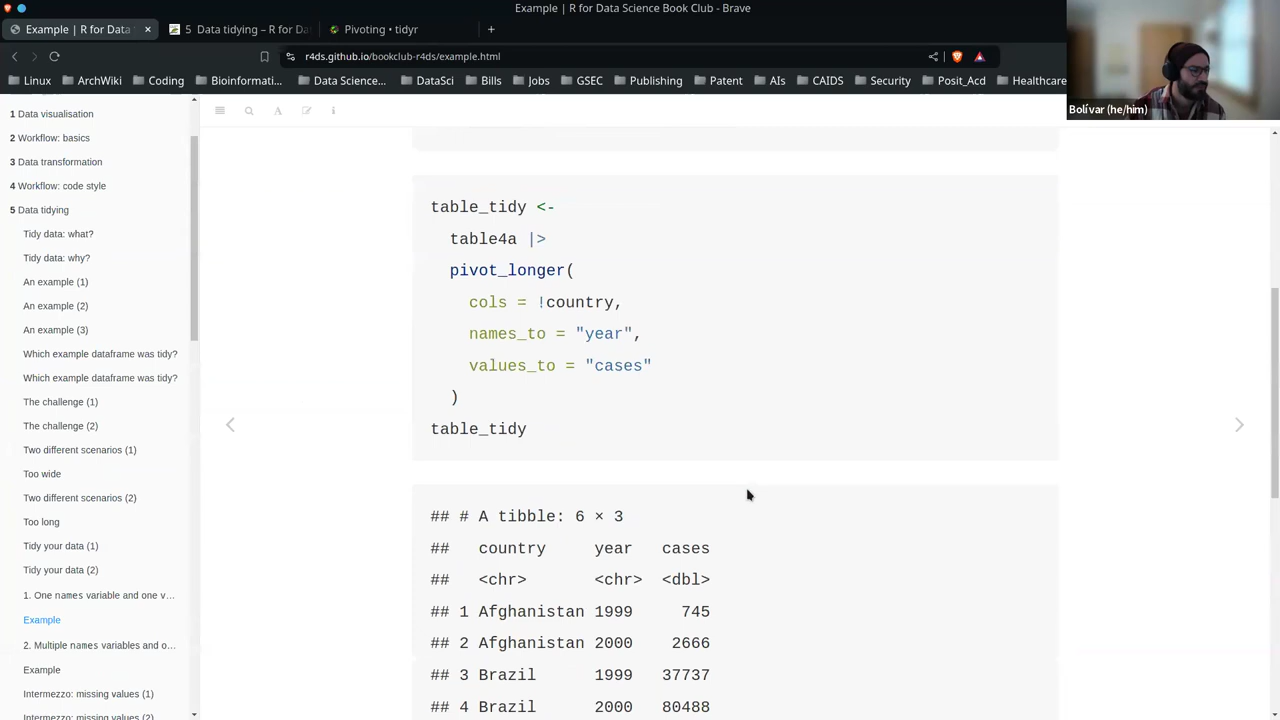 Example | R for Data Science Book Club - Brave
Example | R for Data
5 Data tidying – R for Da
Pivoting • tidyr
r4ds.github.io/bookclub-r4ds/example.html
Linux
ArchWiki
Coding
Bioinformati...
Data Science...
DataSci
Bills
Jobs
GSEC
Publishing
Patent
AIs
CAIDS
Security
Posit_Acd
Healthcare
Bolívar (he/him)
1 Data visualisation
2 Workflow: basics
3 Data transformation
4 Workflow: code style
5 Data tidying
Tidy data: what?
Tidy data: why?
An example (1)
An example (2)
An example (3)
Which example dataframe was tidy?
Which example dataframe was tidy?
The challenge (1)
The challenge (2)
Two different scenarios (1)
Too wide
Two different scenarios (2)
Too long
Tidy your data (1)
Tidy your data (2)
1. One names variable and one v...
Example
2. Multiple names variables and o...
Example
Intermezzo: missing values (1)
Intermezzo: missing values (2)
table_tidy <-
table4a |>
pivot_longer(
cols = !country,
names_to = "year",
values_to = "cases"
)
table_tidy
## # A tibble: 6 × 3
## country year cases
## <chr> <chr> <dbl>
## 1 Afghanistan 1999 745
## 2 Afghanistan 2000 2666
## 3 Brazil 1999 37737
## 4 Brazil 2000 80488